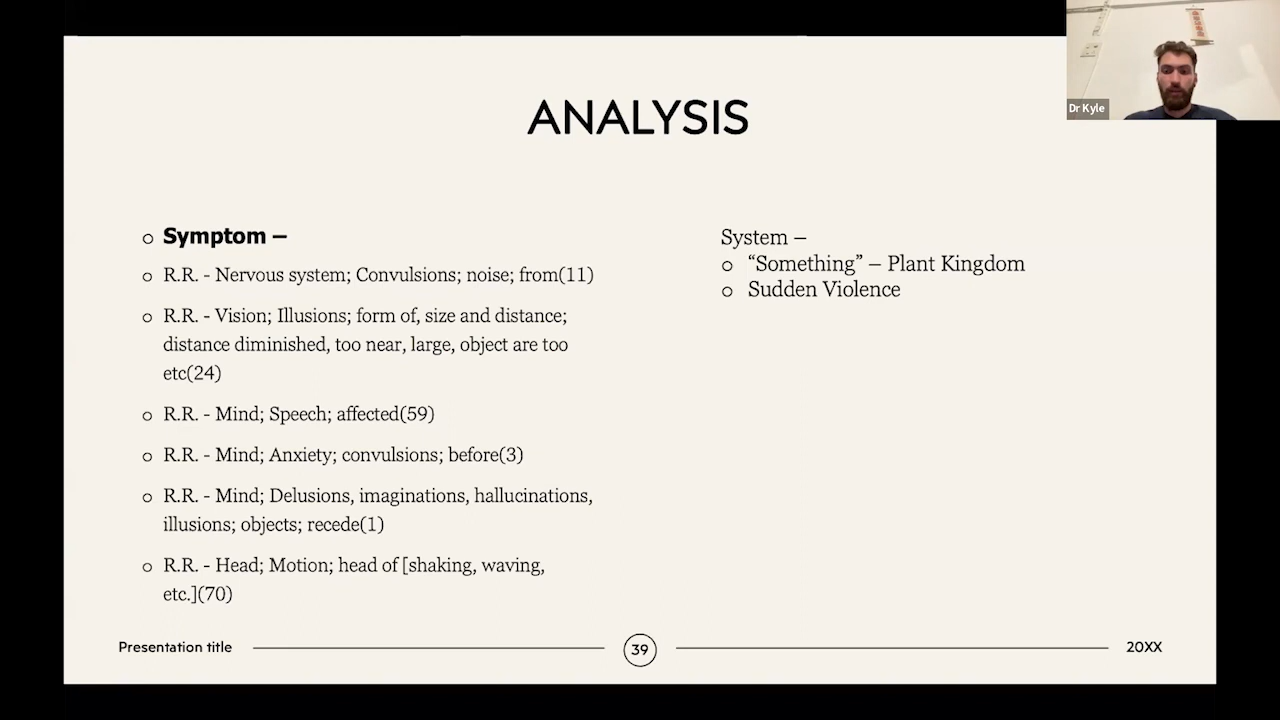 Dr Kyle
ANALYSIS
Symptom –
R.R. - Nervous system; Convulsions; noise; from(11)
R.R. - Vision; Illusions; form of, size and distance;
distance diminished, too near, large, object are too
etc(24)
R.R. - Mind; Speech; affected(59)
R.R. - Mind; Anxiety; convulsions; before(3)
R.R. - Mind; Delusions, imaginations, hallucinations,
illusions; objects; recede(1)
R.R. - Head; Motion; head of [shaking, waving,
etc.](70)
System –
“Something” – Plant Kingdom
Sudden Violence
Presentation title
39
20XX